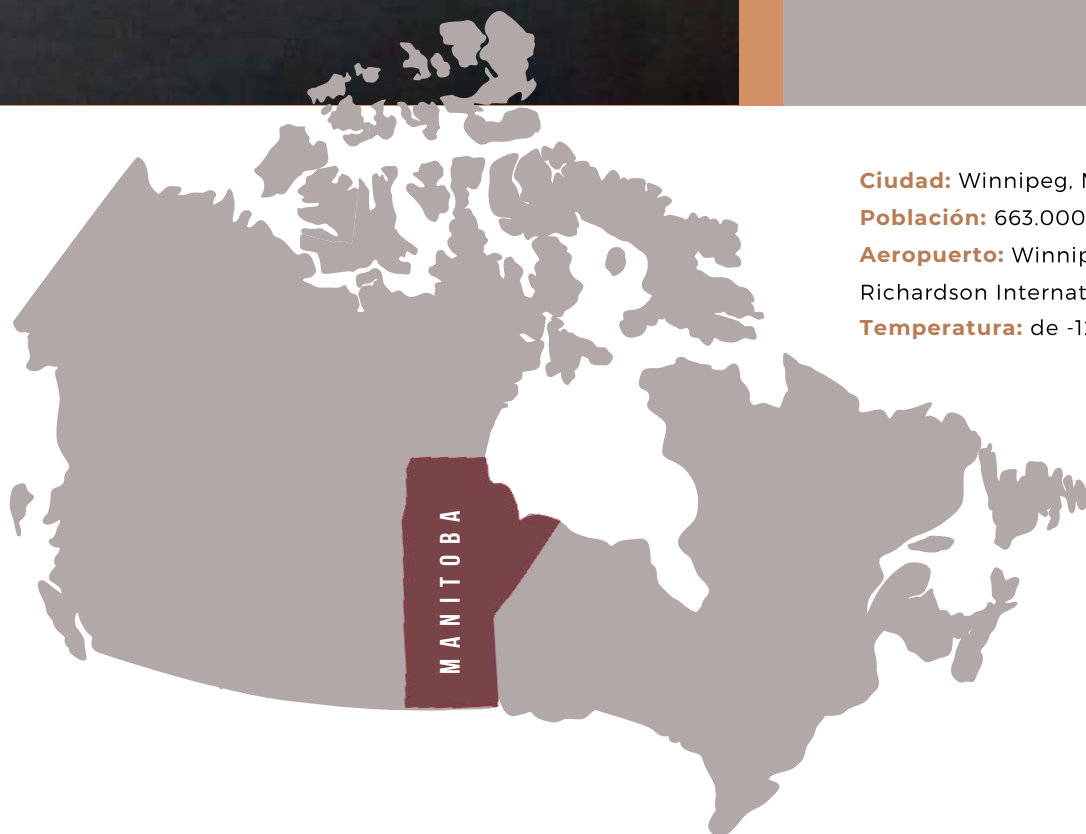 Ciudad: Winnipeg,
Población: 663.000
Aeropuerto:
Richardson
Temperatura: de
MANITOBA